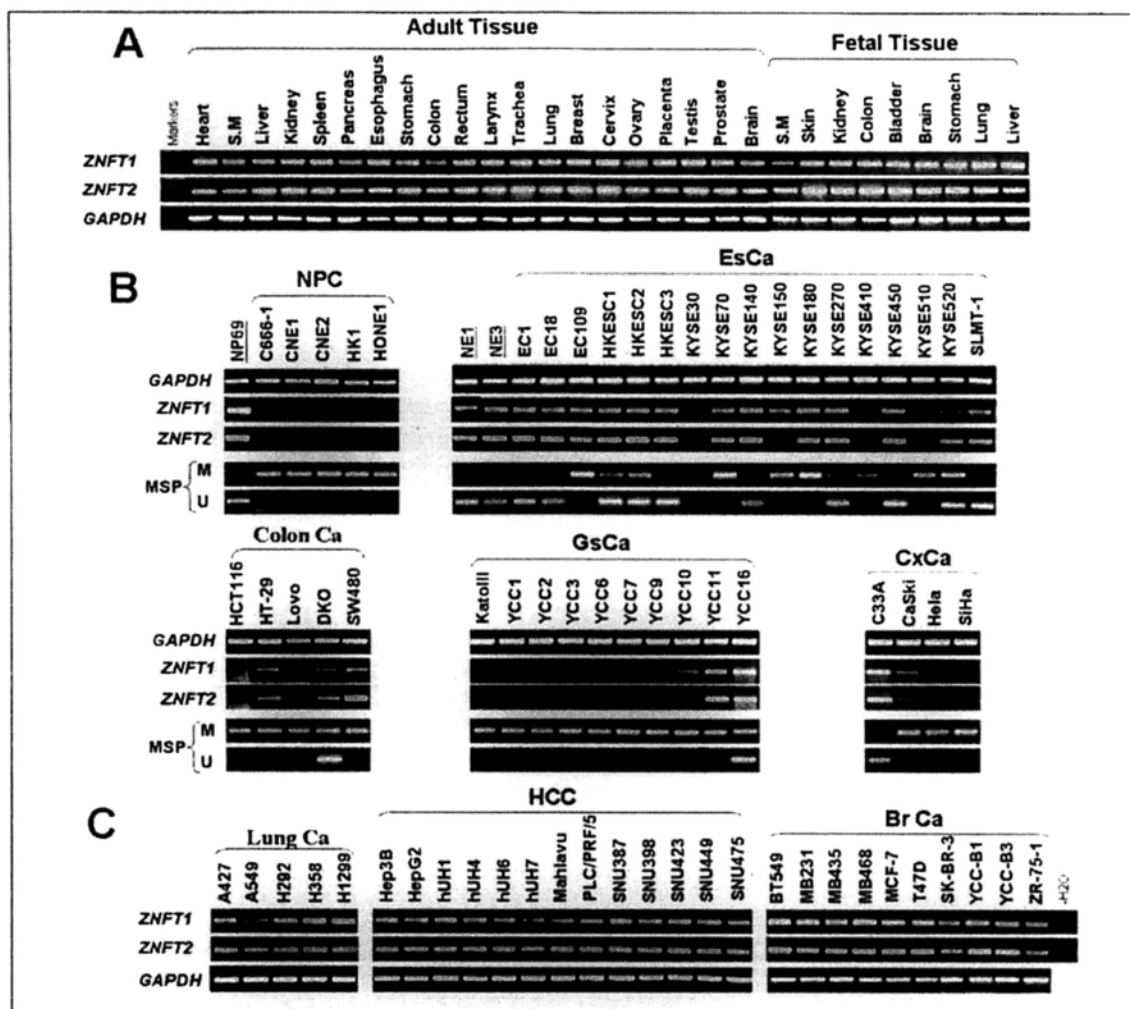 A
Adult Tissue
Fetal Tissue
Markers Heart S.M Liver Kidney Spleen Pancreas Esophagus Stomach Colon Rectum Larynx Trachea Lung Breast Cervix Ovary Placenta Testis Prostate Brain S.M Skin Kidney Colon Bladder Brain Stomach Lung Liver
ZNFT1
ZNFT2
GAPDH
B
NPC
EsCa
NP69 C666-1 CNE1 CNE2 HK1 HONE1 NE1 NE3 EC1 EC18 EC109 HKESC1 HKESC2 HKESC3 KYSE30 KYSE70 KYSE140 KYSE150 KYSE180 KYSE270 KYSE410 KYSE450 KYSE510 KYSE520 SLMT-1
GAPDH
ZNFT1
ZNFT2
MSP M
U
Colon Ca
GsCa
CxCa
HCT116 HT-29 Lovo DKO SW480 KatoIII YCC1 YCC2 YCC3 YCC6 YCC7 YCC9 YCC10 YCC11 YCC16 C33A CaSki Hela SiHa
GAPDH
ZNFT1
ZNFT2
MSP M
U
C
Lung Ca
HCC
Br Ca
A427 A549 H292 H358 H1299 Hep3B HepG2 hUH1 hUH4 hUH6 hUH7 Mahlavu PLC/PRF/5 SNU387 SNU398 SNU423 SNU449 SNU475 BT549 MB231 MB435 MB468 MCF-7 T47D SK-BR-3 YCC-B1 YCC-B3 ZR-75-1 -H2O
ZNFT1
ZNFT2
GAPDH